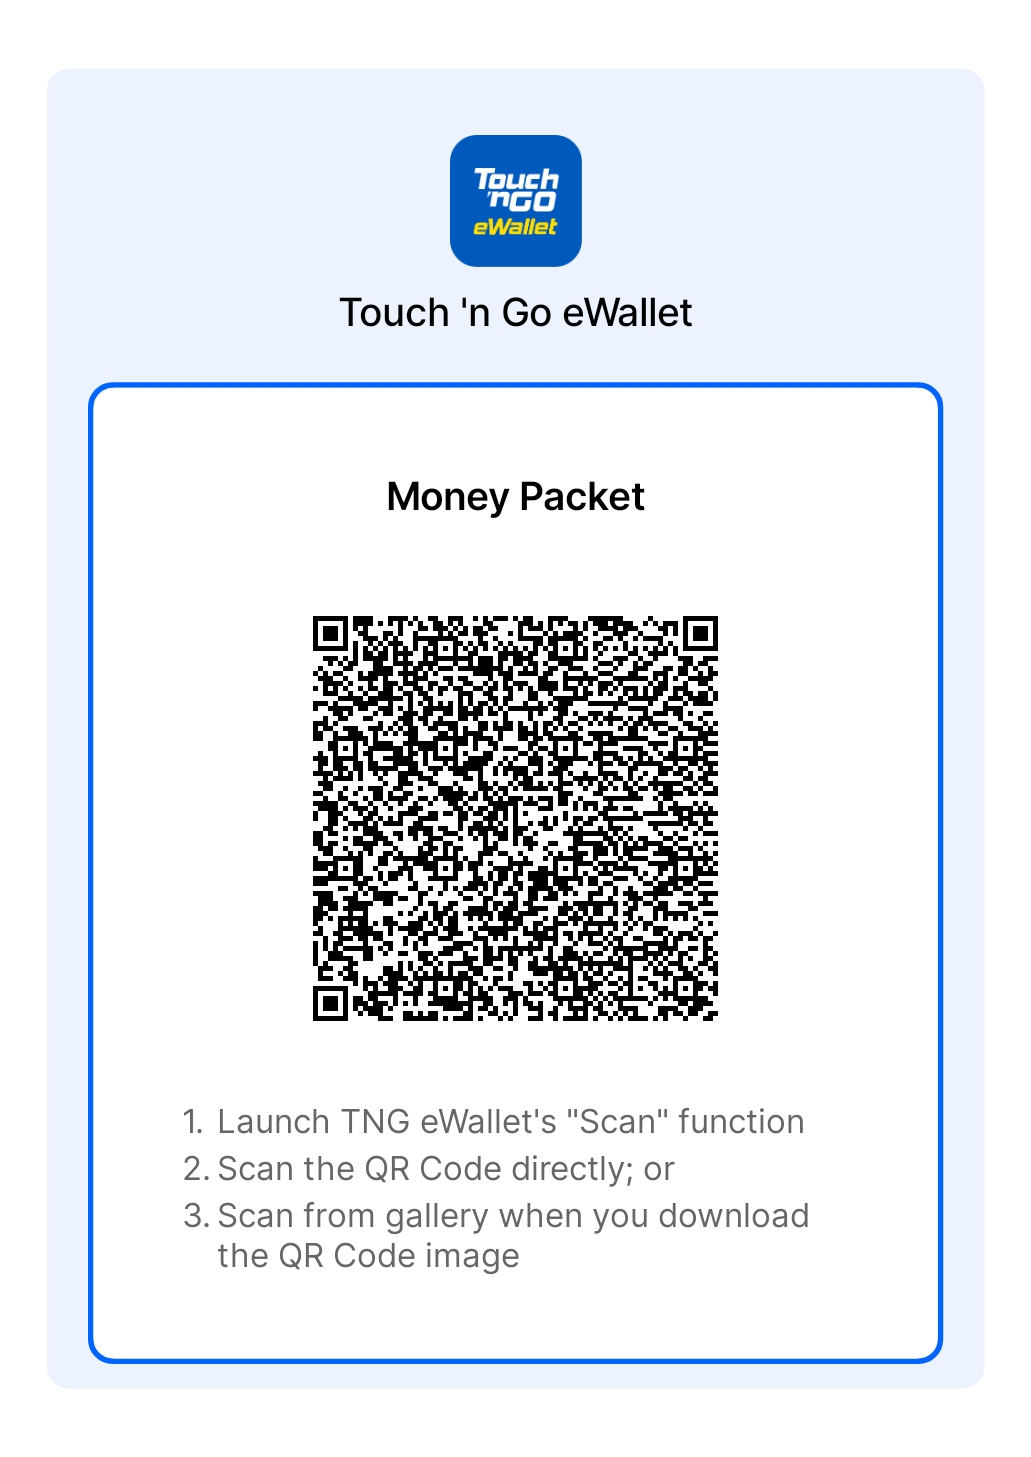 Touch
'nGO
eWallet
Touch 'n Go eWallet
Money Packet
1. Launch TNG eWallet's "Scan" function
2. Scan the QR Code directly; or
3. Scan from gallery when you download
the QR Code image